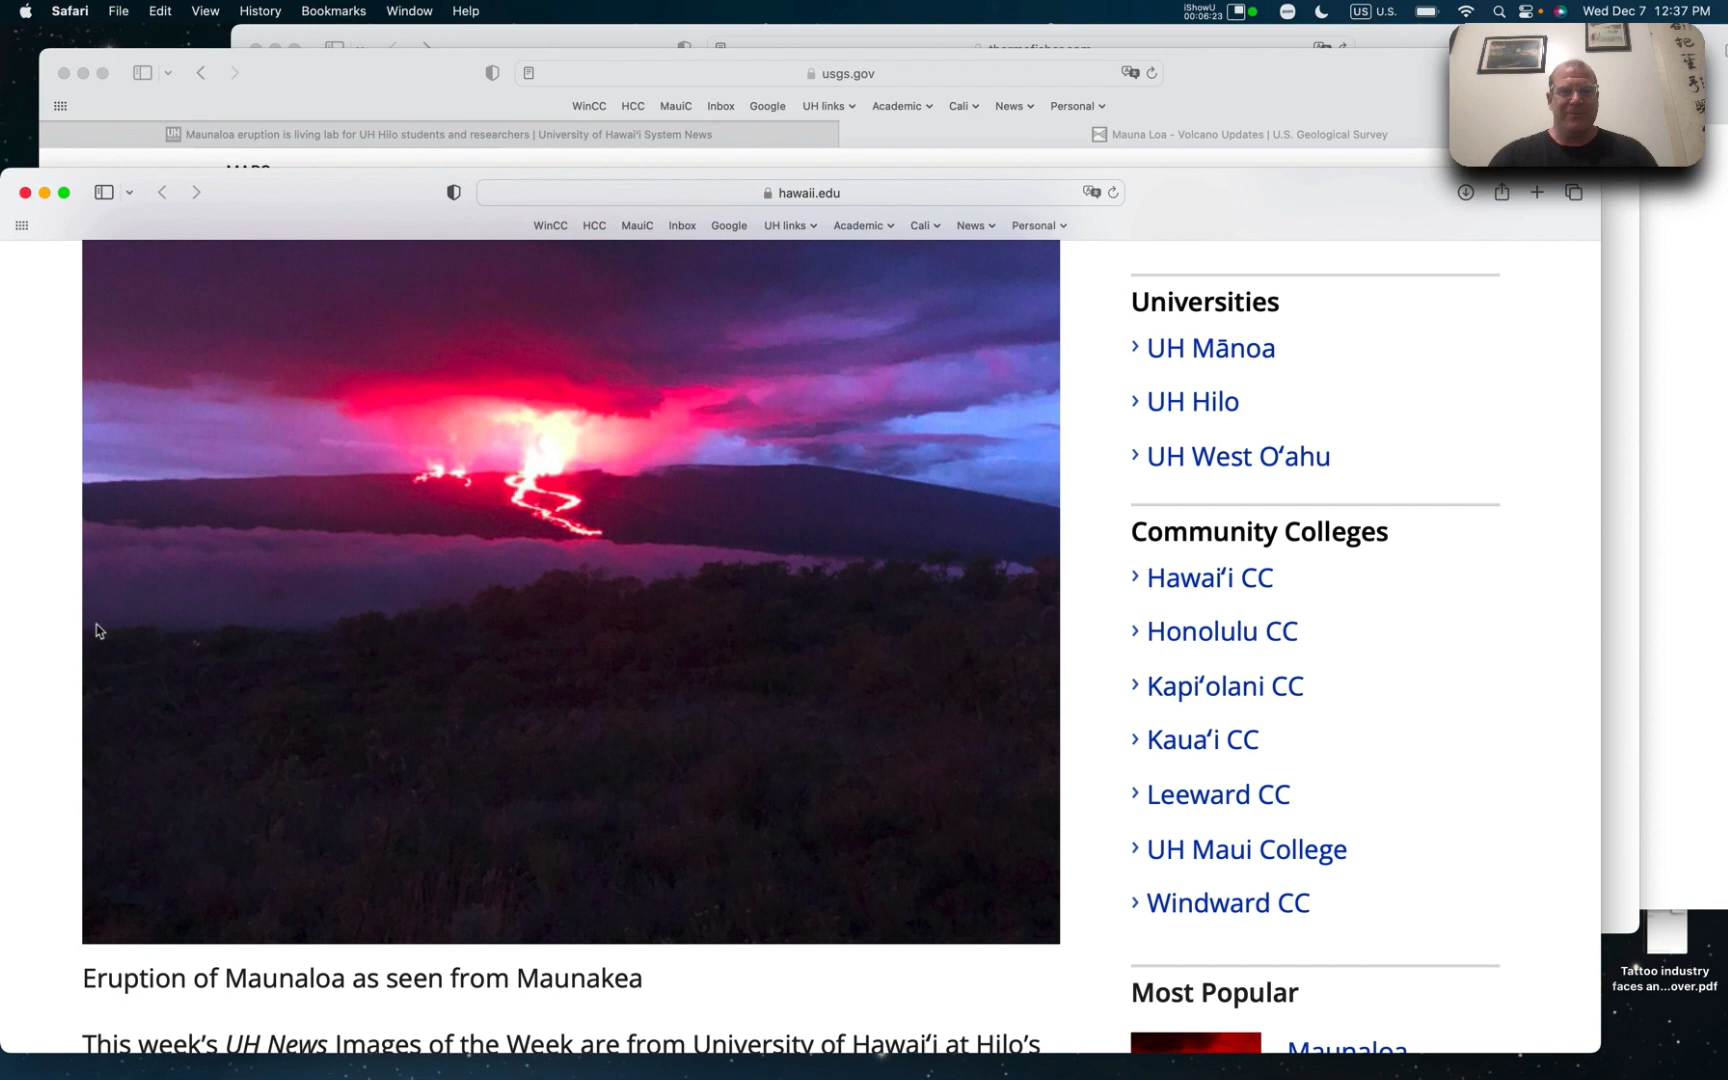 Safari File Edit View History Bookmarks Window Help
iShowU
00:06:23
US U.S.
Wed Dec 7 12:37 PM
usgs.gov
WinCC HCC MauiC Inbox Google UH links Academic Cali News Personal
Maunaloa eruption is living lab for UH Hilo students and researchers | University of Hawaiʻi System News
Mauna Loa - Volcano Updates | U.S. Geological Survey
hawaii.edu
WinCC HCC MauiC Inbox Google UH links Academic Cali News Personal
Universities
UH Mānoa
UH Hilo
UH West Oʻahu
Community Colleges
Hawaiʻi CC
Honolulu CC
Kapiʻolani CC
Kauaʻi CC
Leeward CC
UH Maui College
Windward CC
Most Popular
Maunaloa
Eruption of Maunaloa as seen from Maunakea
This week's UH News Images of the Week are from University of Hawaiʻi at Hilo's
Tattoo industry
faces an...over.pdf